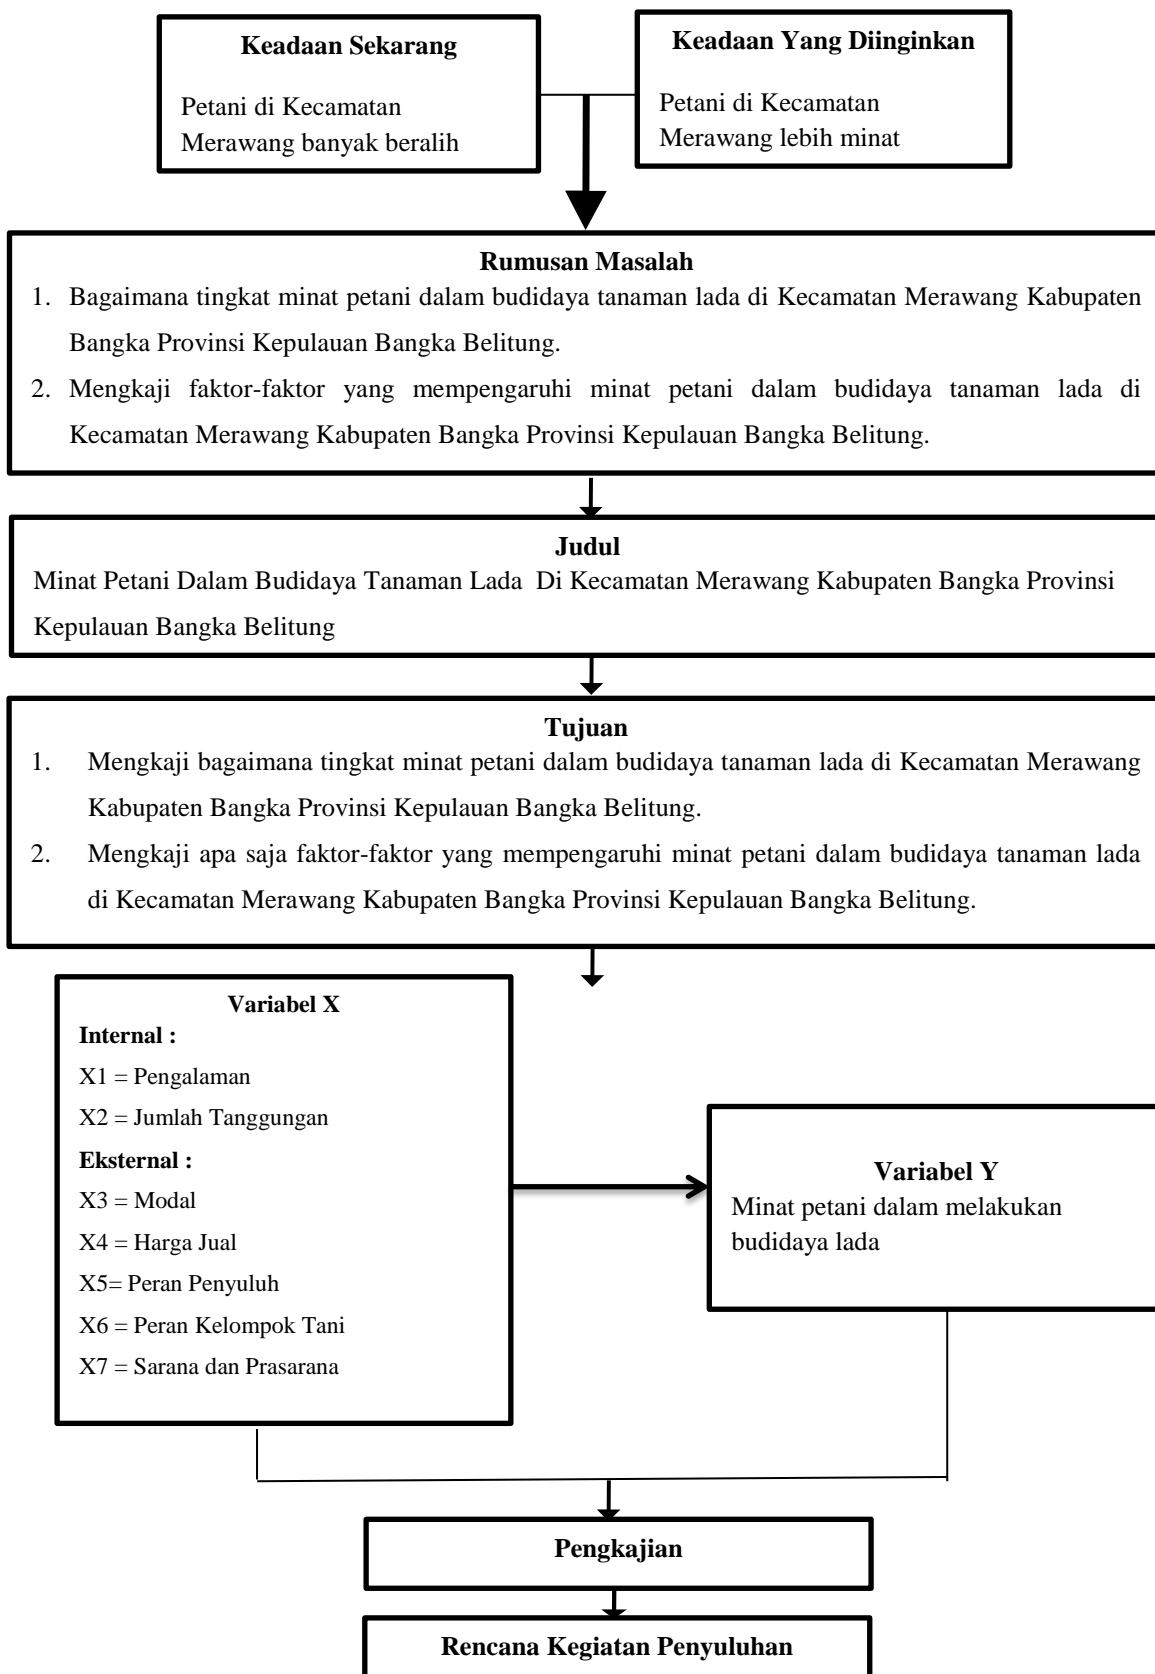 Keadaan Sekarang
Petani di Kecamatan
Merawang banyak beralih
Keadaan Yang Diinginkan
Petani di Kecamatan
Merawang lebih minat
Rumusan Masalah
1. Bagaimana tingkat minat petani dalam budidaya tanaman lada di Kecamatan Merawang Kabupaten
Bangka Provinsi Kepulauan Bangka Belitung.
2. Mengkaji faktor-faktor yang mempengaruhi minat petani dalam budidaya tanaman lada di
Kecamatan Merawang Kabupaten Bangka Provinsi Kepulauan Bangka Belitung.
Judul
Minat Petani Dalam Budidaya Tanaman Lada Di Kecamatan Merawang Kabupaten Bangka Provinsi
Kepulauan Bangka Belitung
Tujuan
1. Mengkaji bagaimana tingkat minat petani dalam budidaya tanaman lada di Kecamatan Merawang
Kabupaten Bangka Provinsi Kepulauan Bangka Belitung.
2. Mengkaji apa saja faktor-faktor yang mempengaruhi minat petani dalam budidaya tanaman lada
di Kecamatan Merawang Kabupaten Bangka Provinsi Kepulauan Bangka Belitung.
Variabel X
Internal :
X1 = Pengalaman
X2 = Jumlah Tanggungan
Eksternal :
X3 = Modal
X4 = Harga Jual
X5= Peran Penyuluh
X6 = Peran Kelompok Tani
X7 = Sarana dan Prasarana
Variabel Y
Minat petani dalam melakukan
budidaya lada
Pengkajian
Rencana Kegiatan Penyuluhan